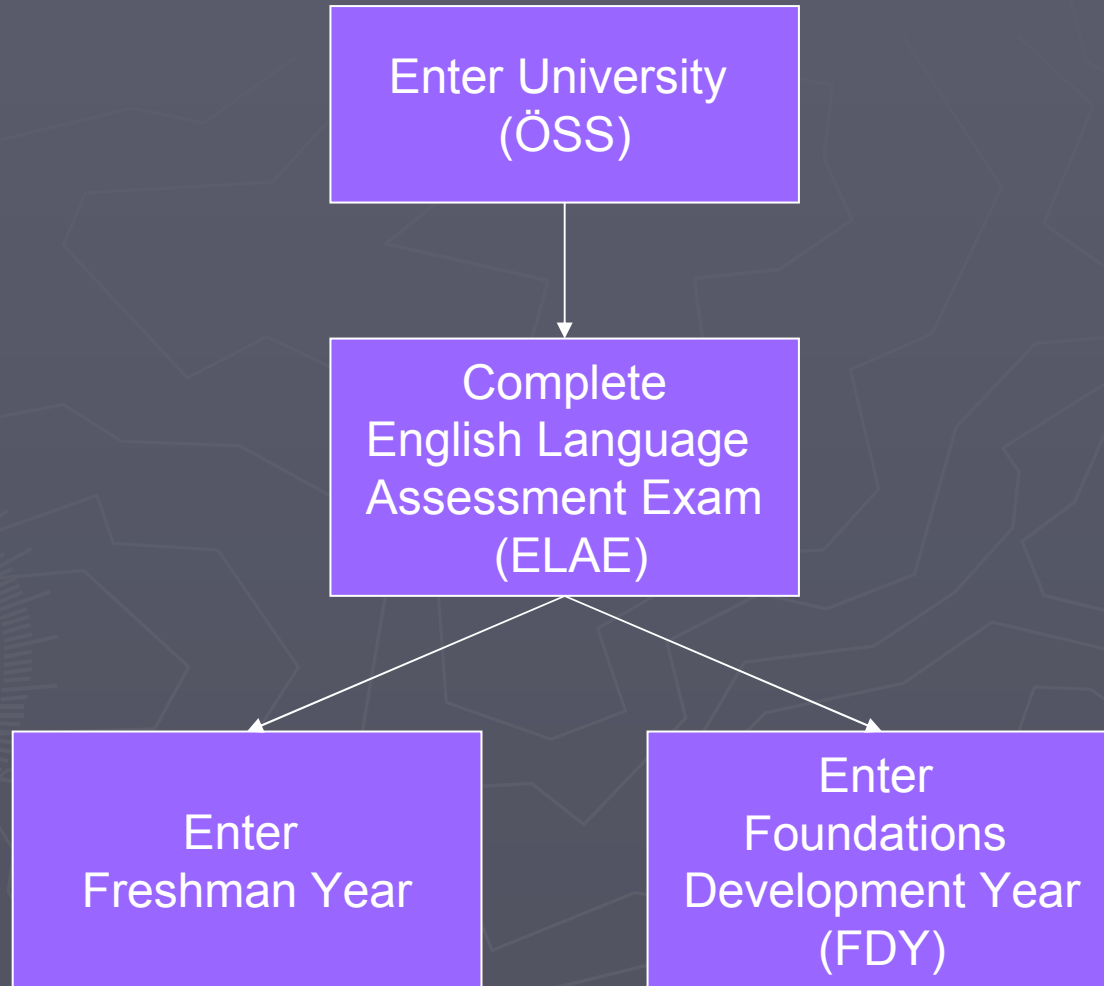 Enter University
(ÖSS)
Complete
English Language
Assessment Exam
(ELAE)
Enter
Freshman Year
Enter
Foundations
Development Year
(FDY)